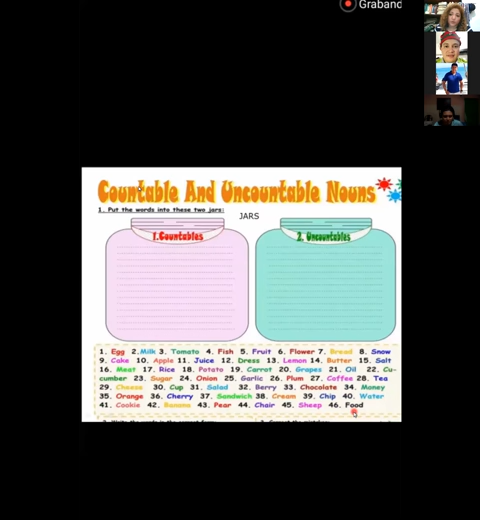 Graband
Countable And Uncountable Nouns
1. Put the words into these two jars:
JARS
1.Countables
2. Uncountables
1. Egg 2.Milk 3. Tomato 4. Fish 5. Fruit 6. Flower 7. Bread 8. Snow
9. Cake 10. Apple 11. Juice 12. Dress 13. Lemon 14. Butter 15. Salt
16. Meat 17. Rice 18. Potato 19. Carrot 20. Grapes 21. Oil 22. Cu-
cumber 23. Sugar 24. Onion 25. Garlic 26. Plum 27. Coffee 28. Tea
29. Cheese 30. Cup 31. Salad 32. Berry 33. Chocolate 34. Money
35. Orange 36. Cherry 37. Sandwich 38. Cream 39. Chip 40. Water
41. Cookie 42. Banana 43. Pear 44. Chair 45. Sheep 46. Food